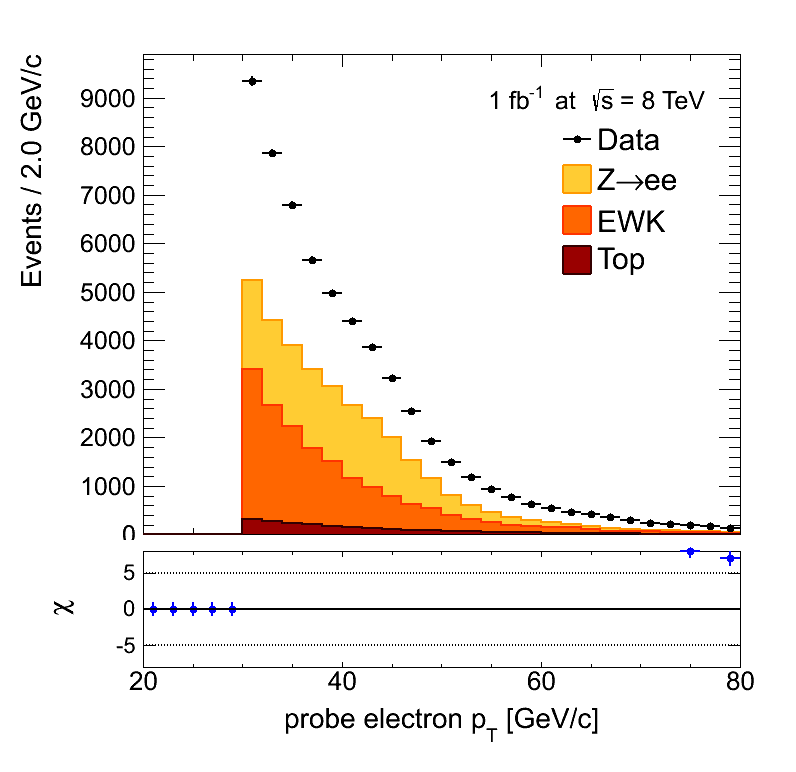 Events / 2.0 GeV/c
9000
8000
7000
6000
5000
4000
3000
2000
1000
0
1 fb-1 at √s = 8 TeV
Data
Z→ee
EWK
Top
χ
5
0
-5
20 40 60 80
probe electron pT [GeV/c]